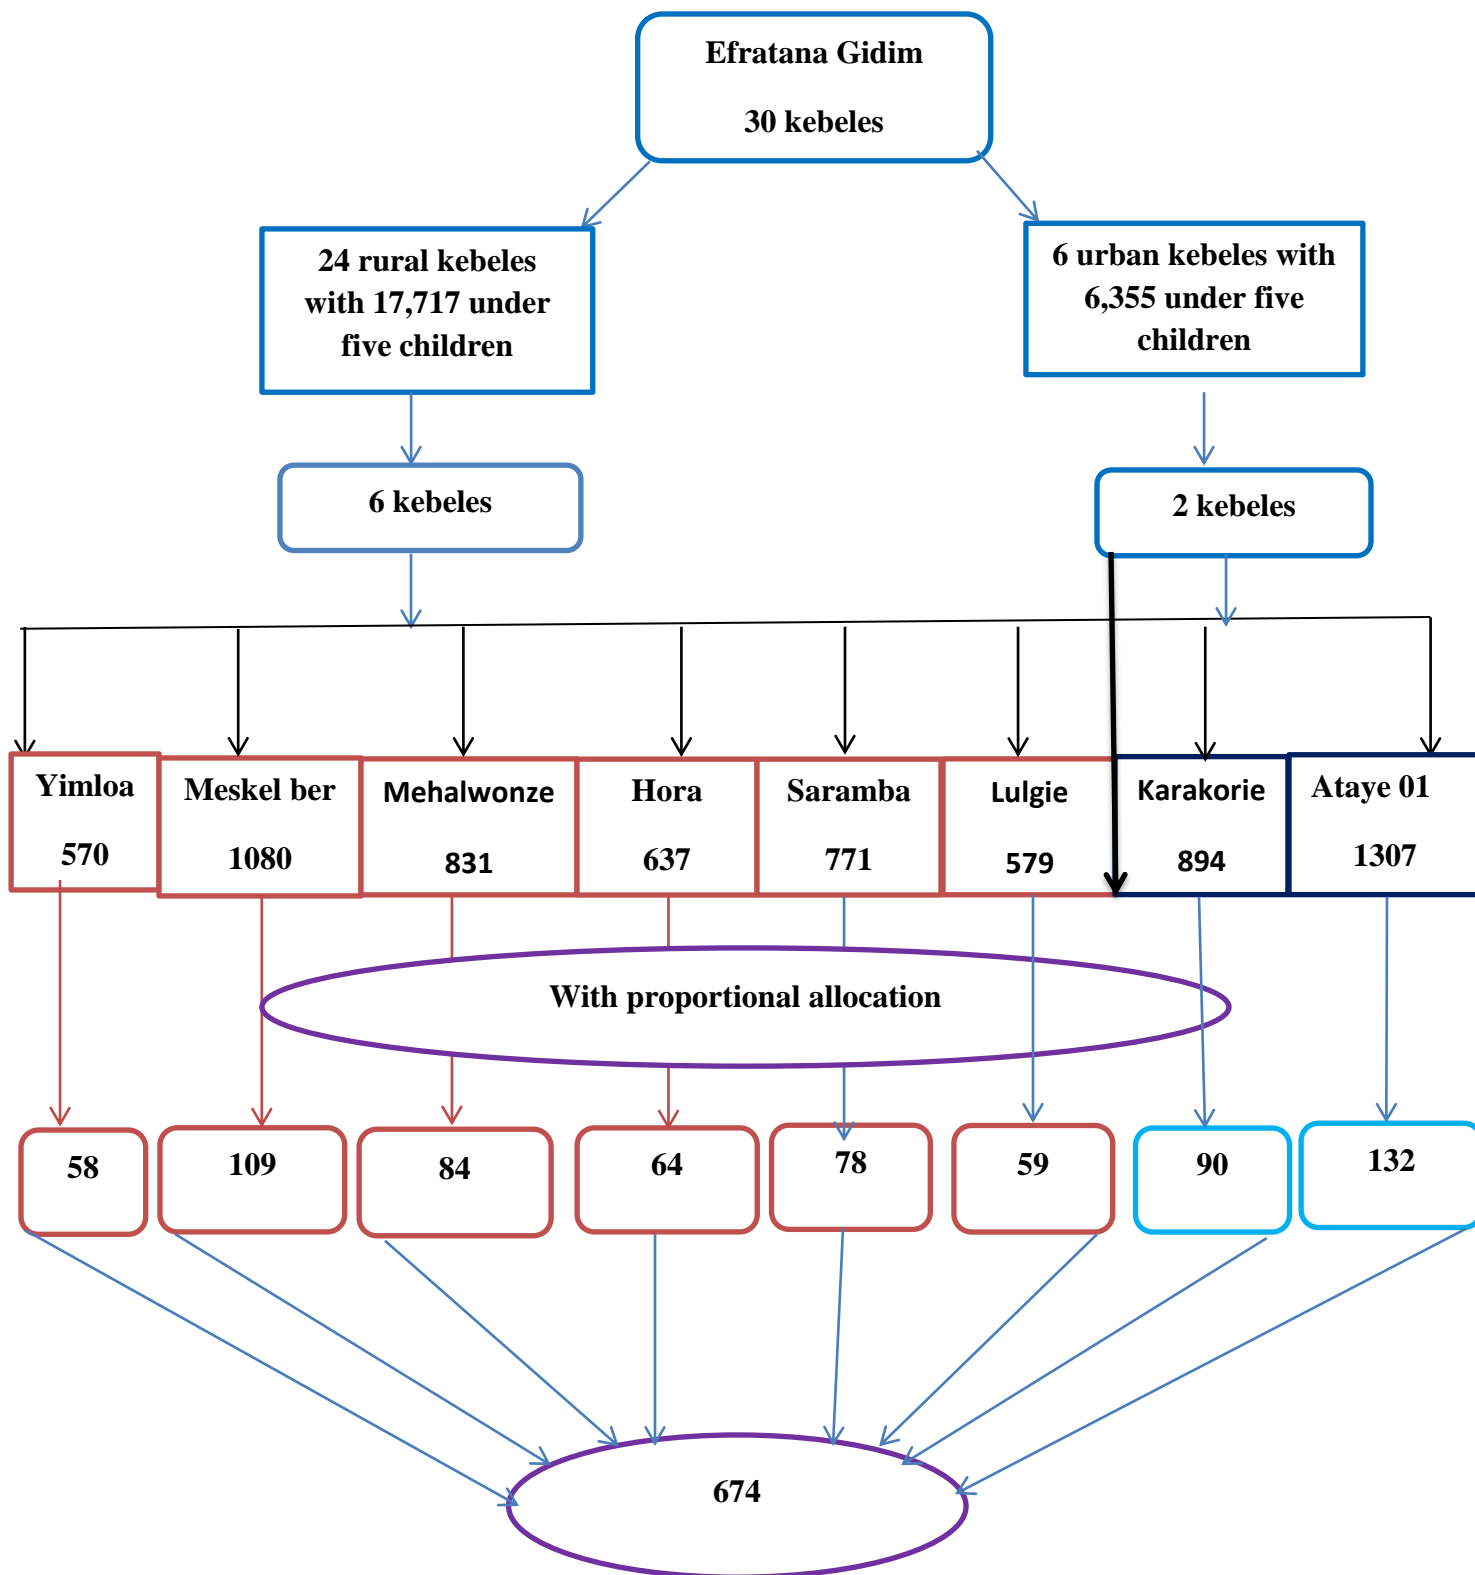 Efratana Gidim
30 kebeles
24 rural kebeles
with 17,717 under
five children
6 urban kebeles with
6,355 under five
children
6 kebeles
2 kebeles
Yimloa
570
Meskel ber
1080
Mehalwonze
831
Hora
637
Saramba
771
Lulgie
579
Karakorie
894
Ataye 01
1307
With proportional allocation
58
109
84
64
78
59
90
132
674